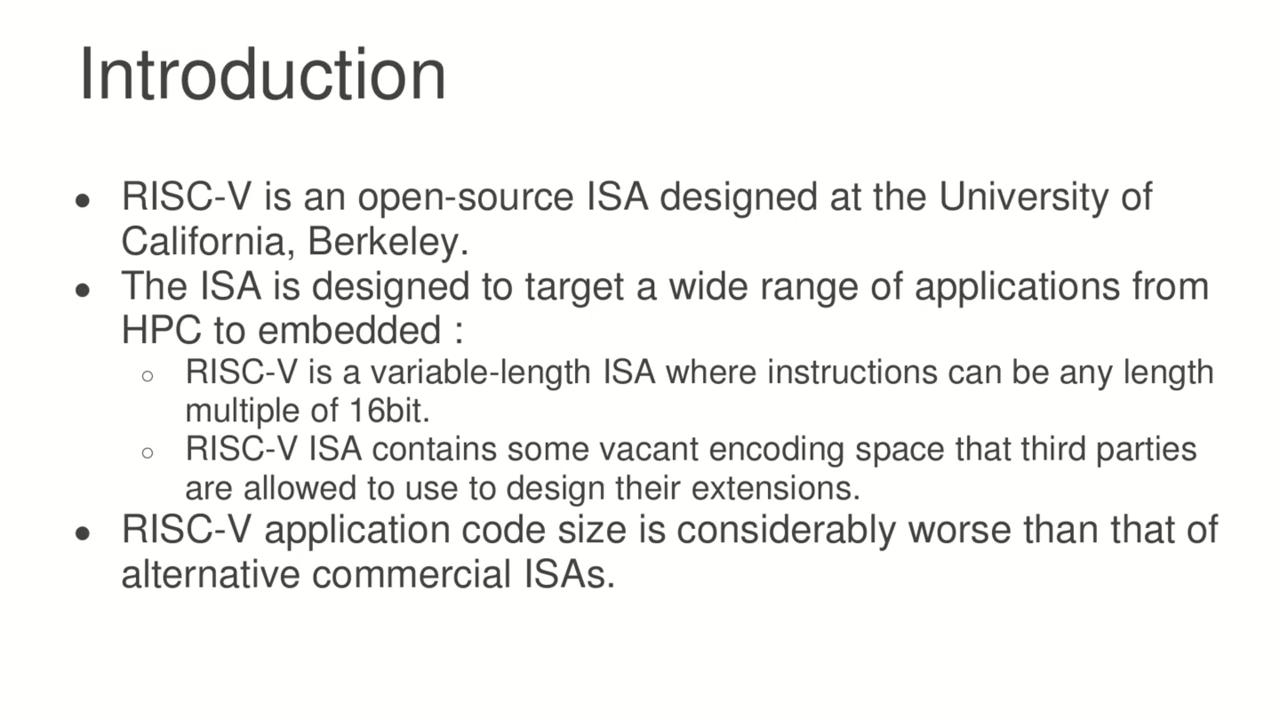 Introduction
● RISC-V is an open-source ISA designed at the University of
California, Berkeley.
● The ISA is designed to target a wide range of applications from
HPC to embedded :
○ RISC-V is a variable-length ISA where instructions can be any length
multiple of 16bit.
○ RISC-V ISA contains some vacant encoding space that third parties
are allowed to use to design their extensions.
● RISC-V application code size is considerably worse than that of
alternative commercial ISAs.